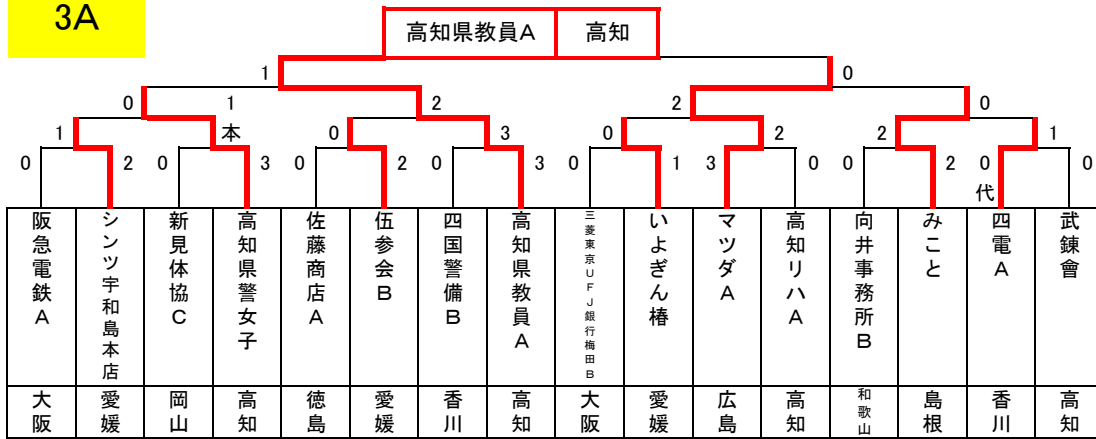 3A
高知県教員A 高知
1 0
0 1 2 2 0
1 本 0 3 0 2 2 1
0 2 0 3 0 2 0 3 0 1 3 0 0 2 0 0
代
阪急電鉄A
シンツ宇和島本店
新見体協C
高知県警女子
佐藤商店A
伍参会B
四国警備B
高知県教員A
三菱東京UFJ銀行梅田B
いよぎん椿
マツダA
高知リハA
向井事務所B
みこと
四電A
武錬會
大阪
愛媛
岡山
高知
徳島
愛媛
香川
高知
大阪
愛媛
広島
高知
和歌山
島根
香川
高知